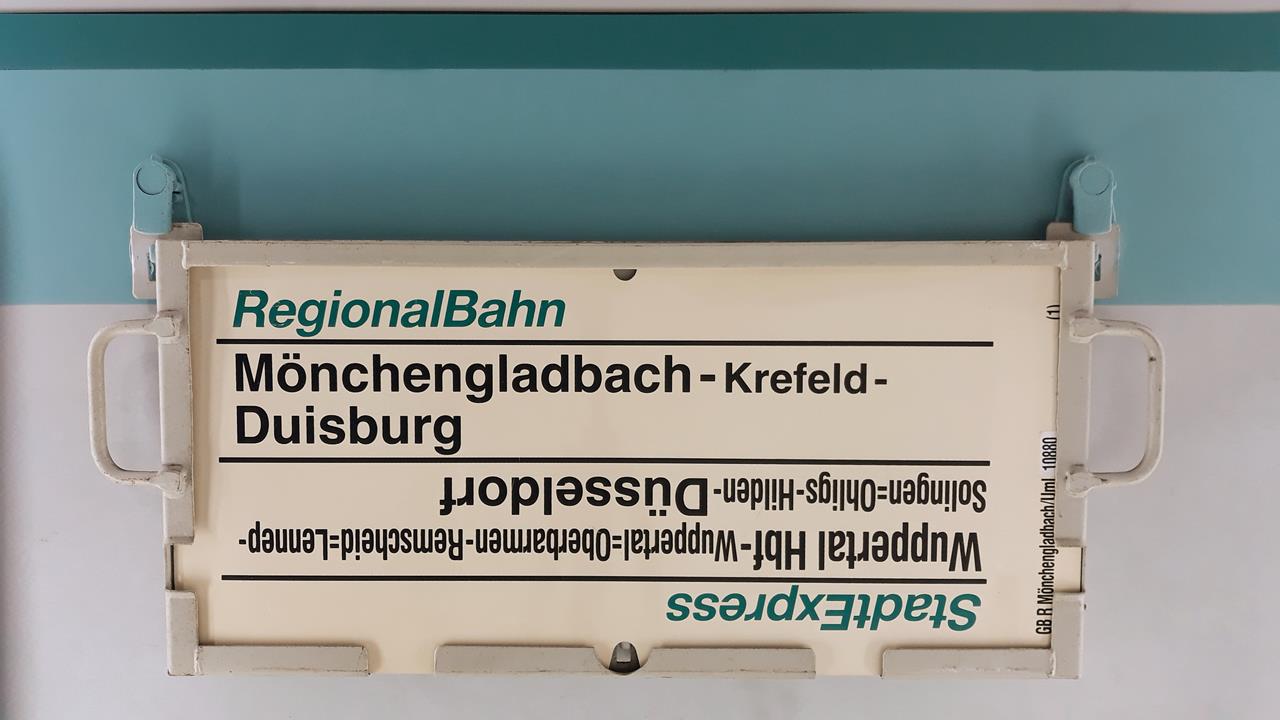 RegionalBahn
Mönchengladbach-Krefeld-
Duisburg
StadtExpress
Wuppertal Hbf-Wuppertal=Oberbarmen-Remscheid=Lennep-
Solingen=Ohligs-Hilden-Düsseldorf
(1)
GB R Mönchengladbach/Uml 10880